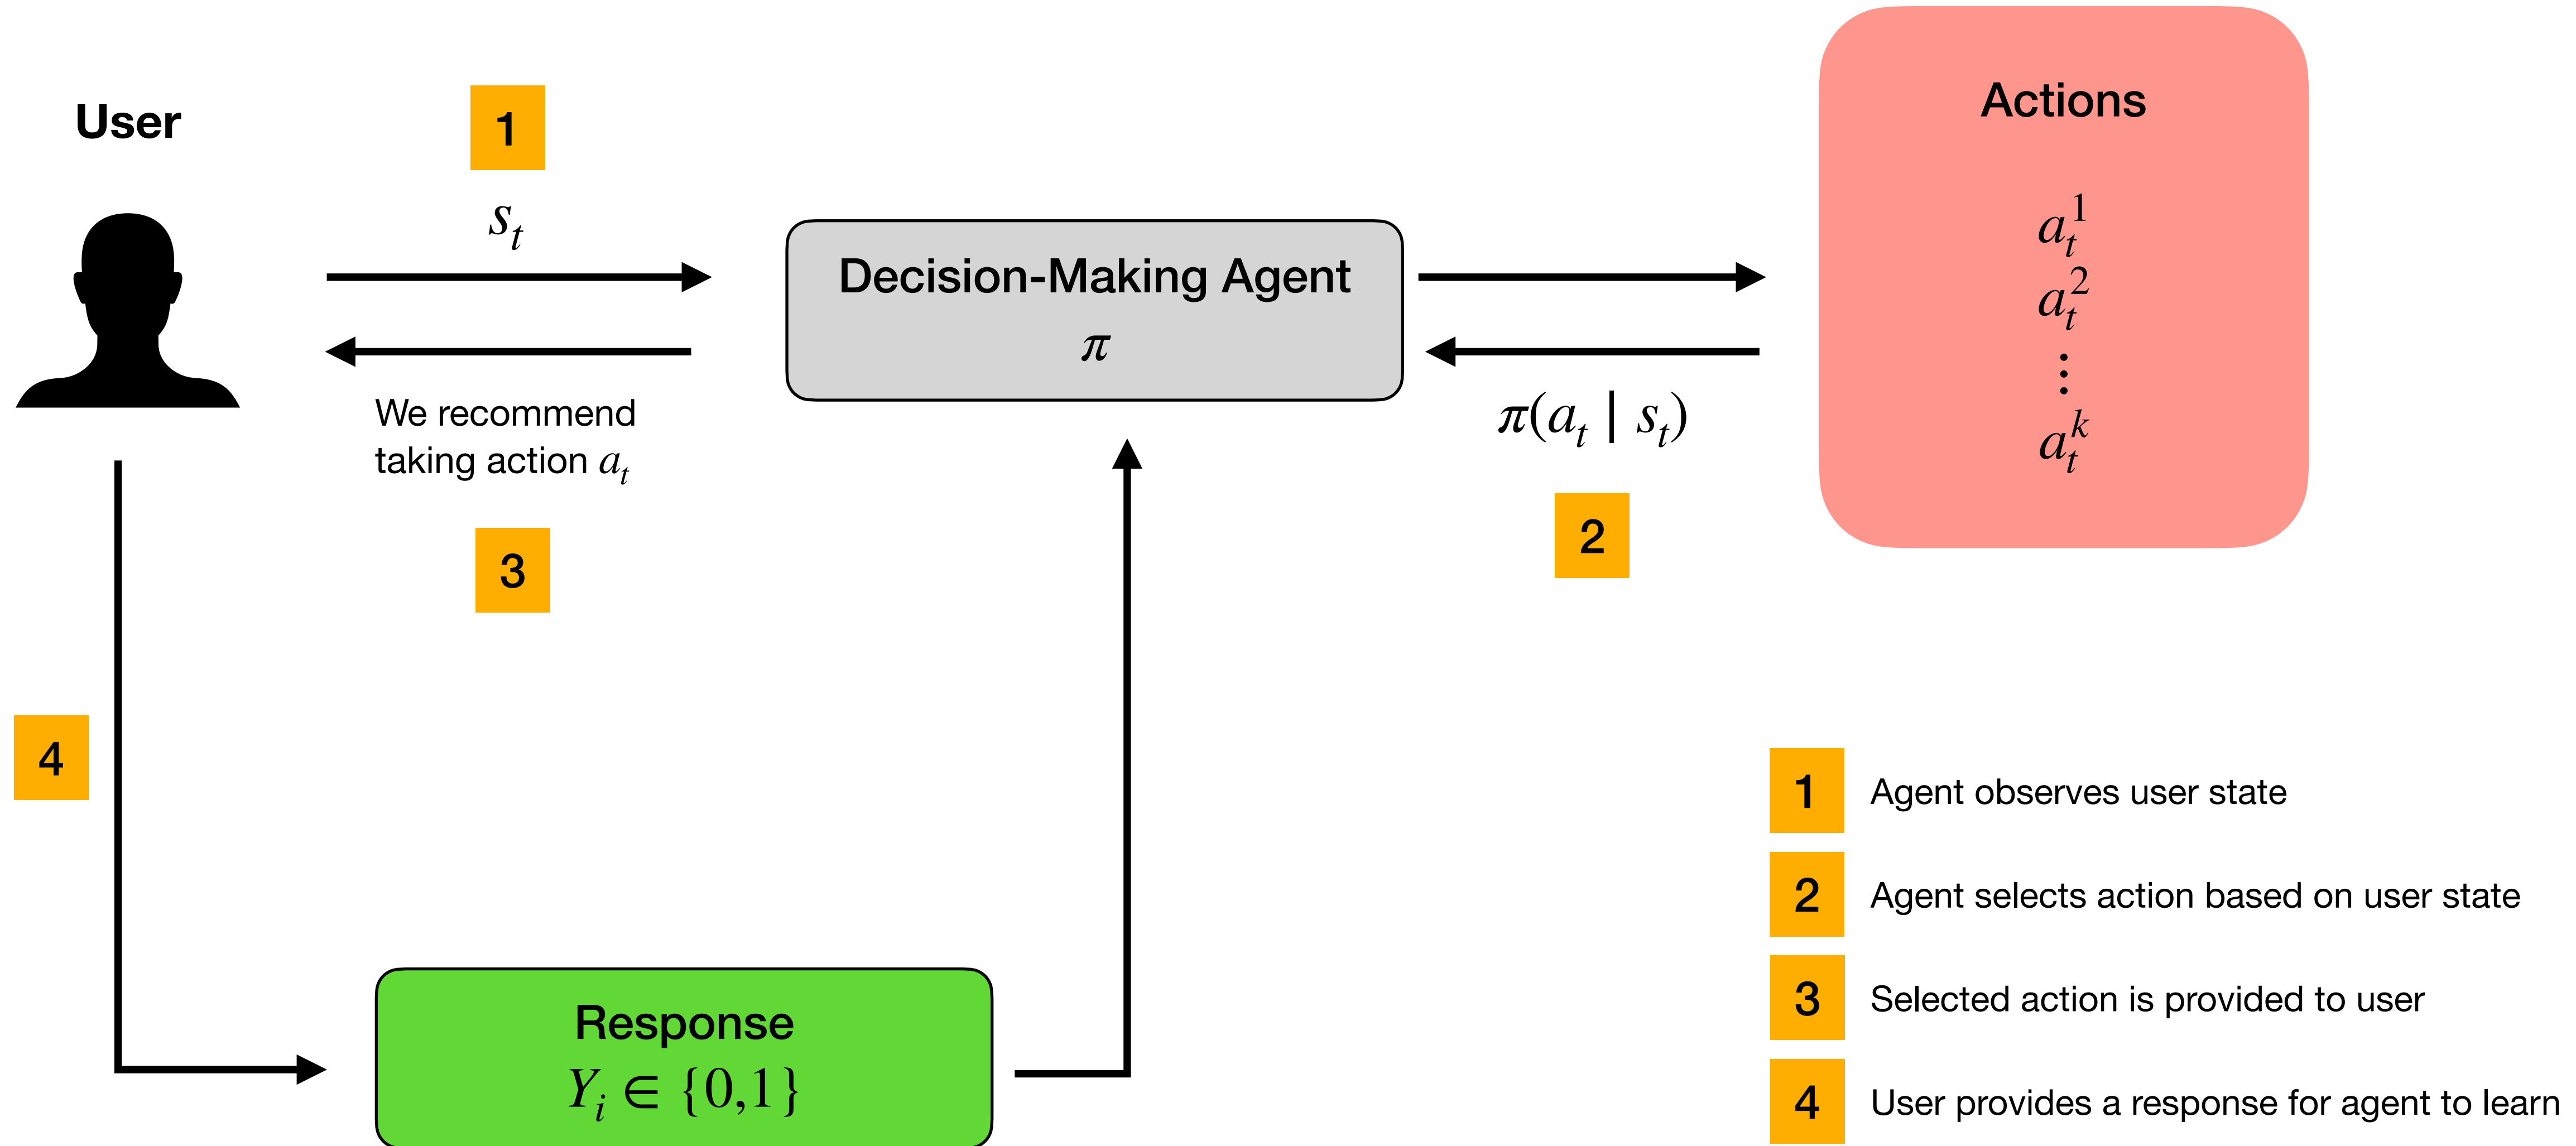 User
1
s_t
We recommend
taking action a_t
3
4
Decision-Making Agent
π
π(a_t | s_t)
2
Actions
a_t^1
a_t^2
⋮
a_t^k
Response
Y_i ∈ {0,1}
1 Agent observes user state
2 Agent selects action based on user state
3 Selected action is provided to user
4 User provides a response for agent to learn